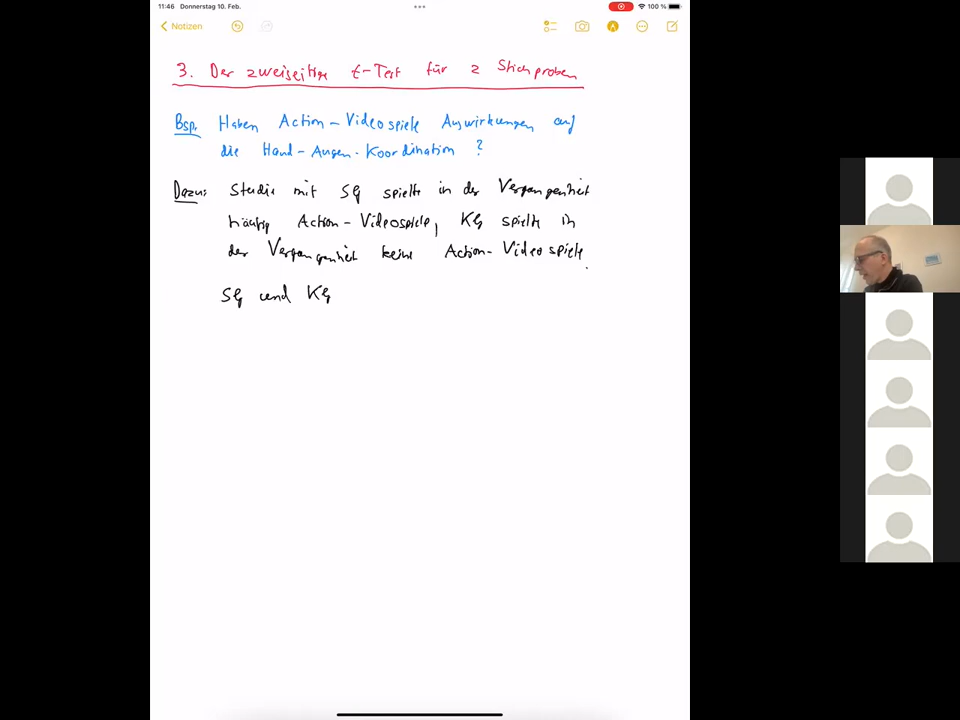 11:46 Donnerstag 10. Feb.
100 %
Notizen
3. Der zweiseitige t-Test für 2 Stichproben
Bsp. Haben Action-Videospiele Auswirkungen auf
die Hand-Augen-Koordination ?
Dazu: Studie mit SG spielte in der Vergangenheit
häufig Action-Videospiele, KG spielte in
der Vergangenheit keine Action-Videospiele.
SG und KG